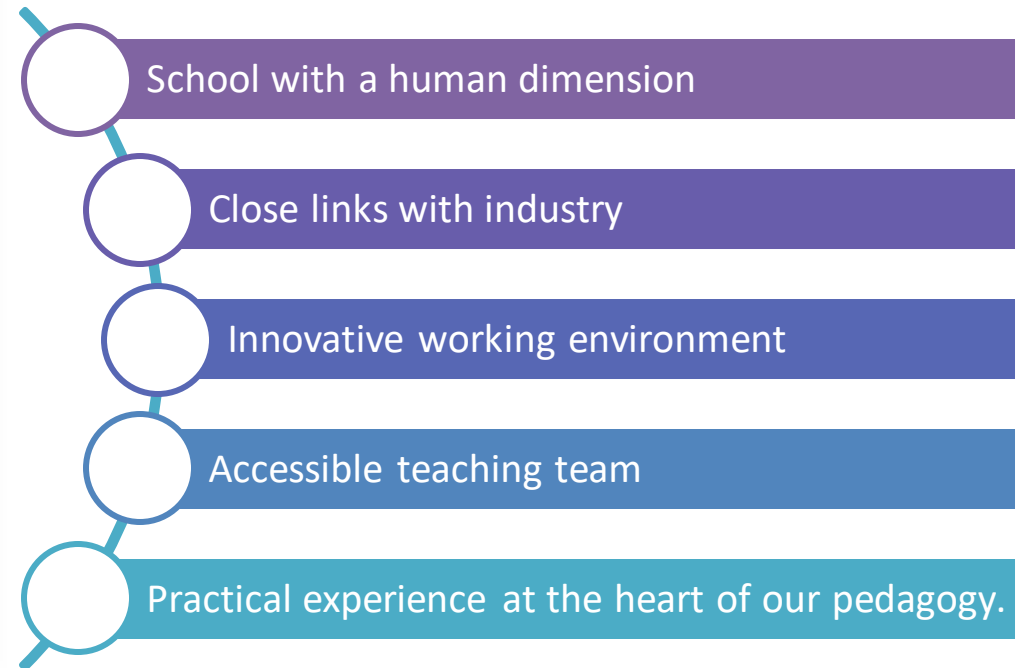 School with a human dimension
Close links with industry
Innovative working environment
Accessible teaching team
Practical experience at the heart of our pedagogy.